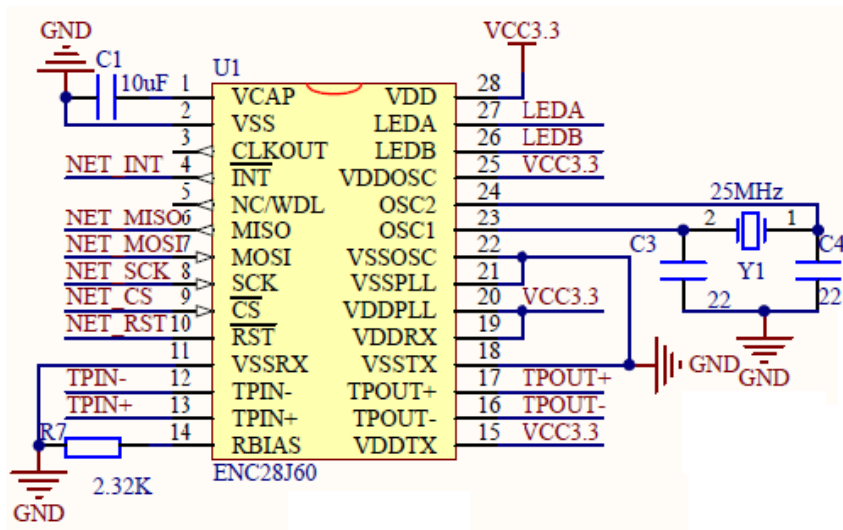 GND
VCC3.3
C1
U1
10uF 1 VCAP VDD 28
2 VSS LEDA 27 LEDA
3 CLKOUT LEDB 26 LEDB
NET_INT 4 INT VDDOSC 25 VCC3.3
5 NC/WDL OSC2 24 25MHz
NET_MISO 6 MISO OSC1 23 2 1
NET_MOSI 7 MOSI VSSOSC 22 C3 C4
NET_SCK 8 SCK VSSPLL 21 Y1
NET_CS 9 CS VDDPLL 20 VCC3.3 22 22
NET_RST 10 RST VDDRX 19
11 VSSRX VSSTX 18 GND GND
TPIN- 12 TPIN- TPOUT+ 17 TPOUT+
TPIN+ 13 TPIN+ TPOUT- 16 TPOUT-
R7 14 RBIAS VDDTX 15 VCC3.3
ENC28J60
2.32K
GND